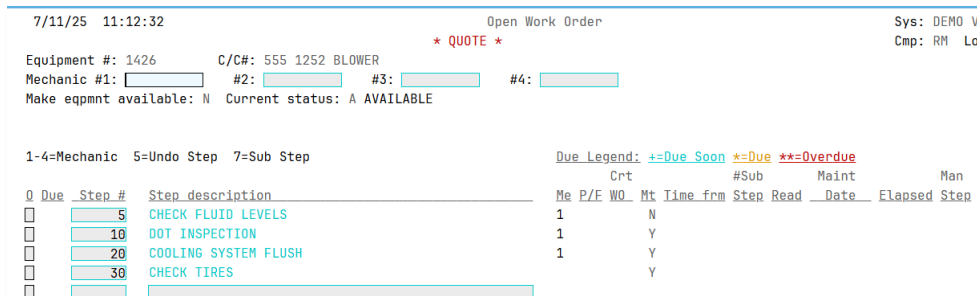 7/11/25 11:12:32 Open Work Order Sys: DEMO
* QUOTE * Cmp: RM
Equipment #: 1426 C/C#: 555 1252 BLOWER
Mechanic #1: #2: #3: #4:
Make eqpmnt available: N Current status: A AVAILABLE
1-4=Mechanic 5=Undo Step 7=Sub Step Due Legend: +=Due Soon *=Due **=Overdue
Crt #Sub Maint Man
O Due Step # Step description Me P/F WO Mt Time frm Step Read Date Elapsed Step
5 CHECK FLUID LEVELS 1 N
10 DOT INSPECTION 1 Y
20 COOLING SYSTEM FLUSH 1 Y
30 CHECK TIRES Y